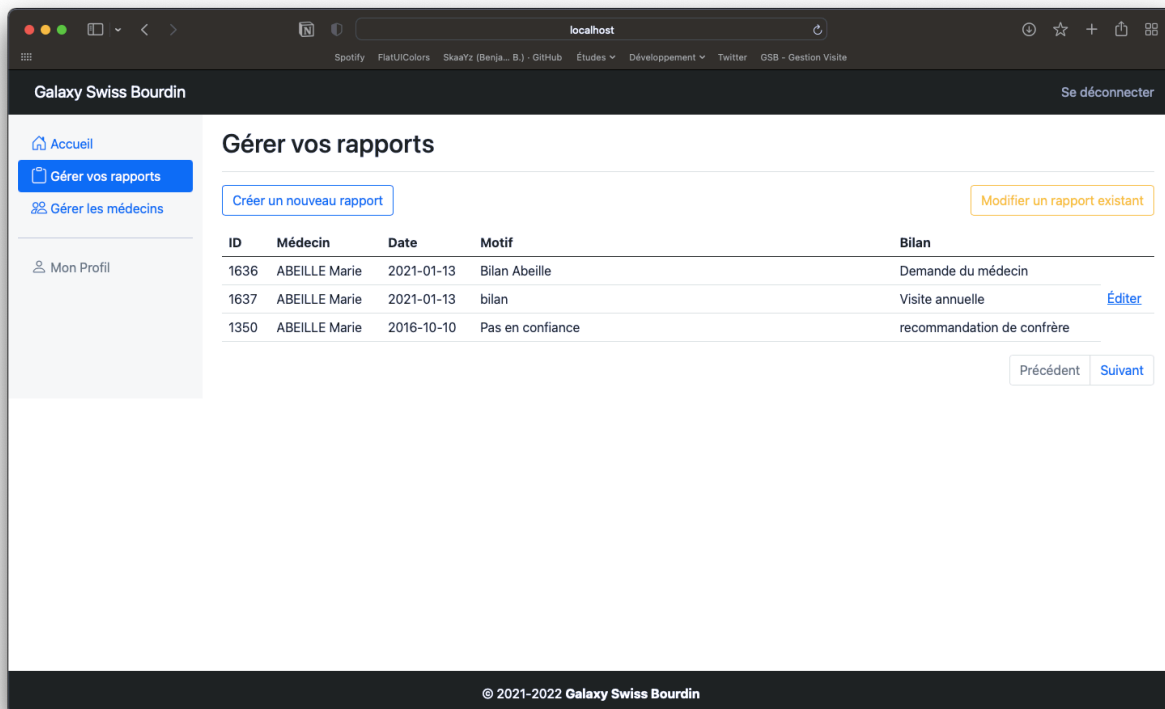 localhost
Spotify FlatUIColors SkaaYz (Benja... B.) · GitHub Études Développement Twitter GSB - Gestion Visite
Galaxy Swiss Bourdin Se déconnecter
Accueil
Gérer vos rapports
Gérer les médecins
Mon Profil
Gérer vos rapports
Créer un nouveau rapport Modifier un rapport existant
ID Médecin Date Motif Bilan
1636 ABEILLE Marie 2021-01-13 Bilan Abeille Demande du médecin
1637 ABEILLE Marie 2021-01-13 bilan Visite annuelle Éditer
1350 ABEILLE Marie 2016-10-10 Pas en confiance recommandation de confrère
Précédent Suivant
© 2021-2022 Galaxy Swiss Bourdin